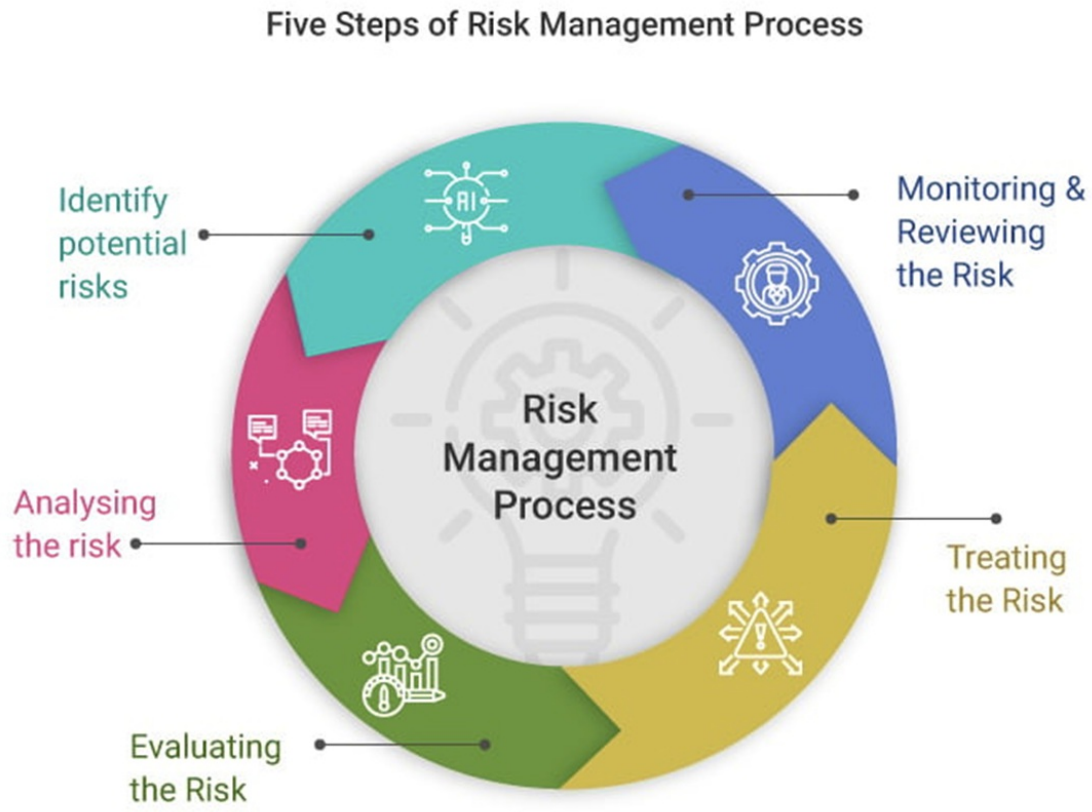 Five Steps of Risk Management Process
Identify
potential
risks
Monitoring &
Reviewing
the Risk
AI
Risk
Management
Process
Analysing
the risk
Treating
the Risk
Evaluating
the Risk